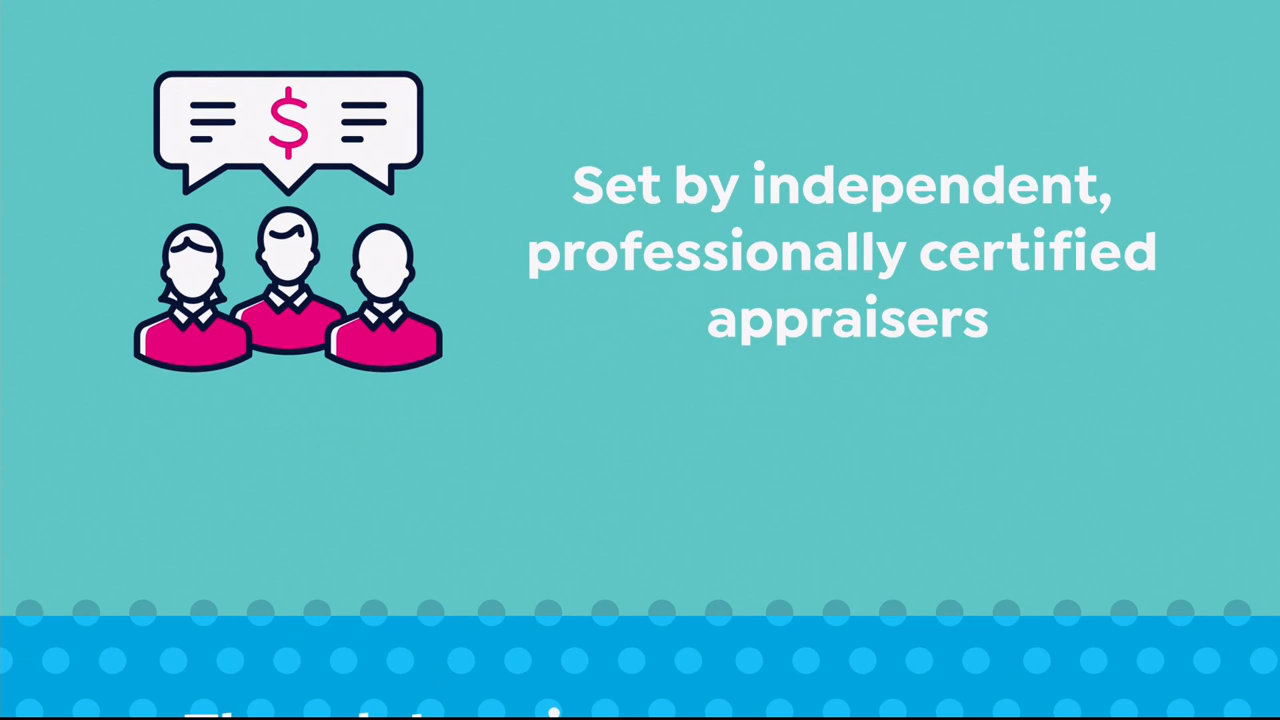 $
Set by independent,
professionally certified
appraisers